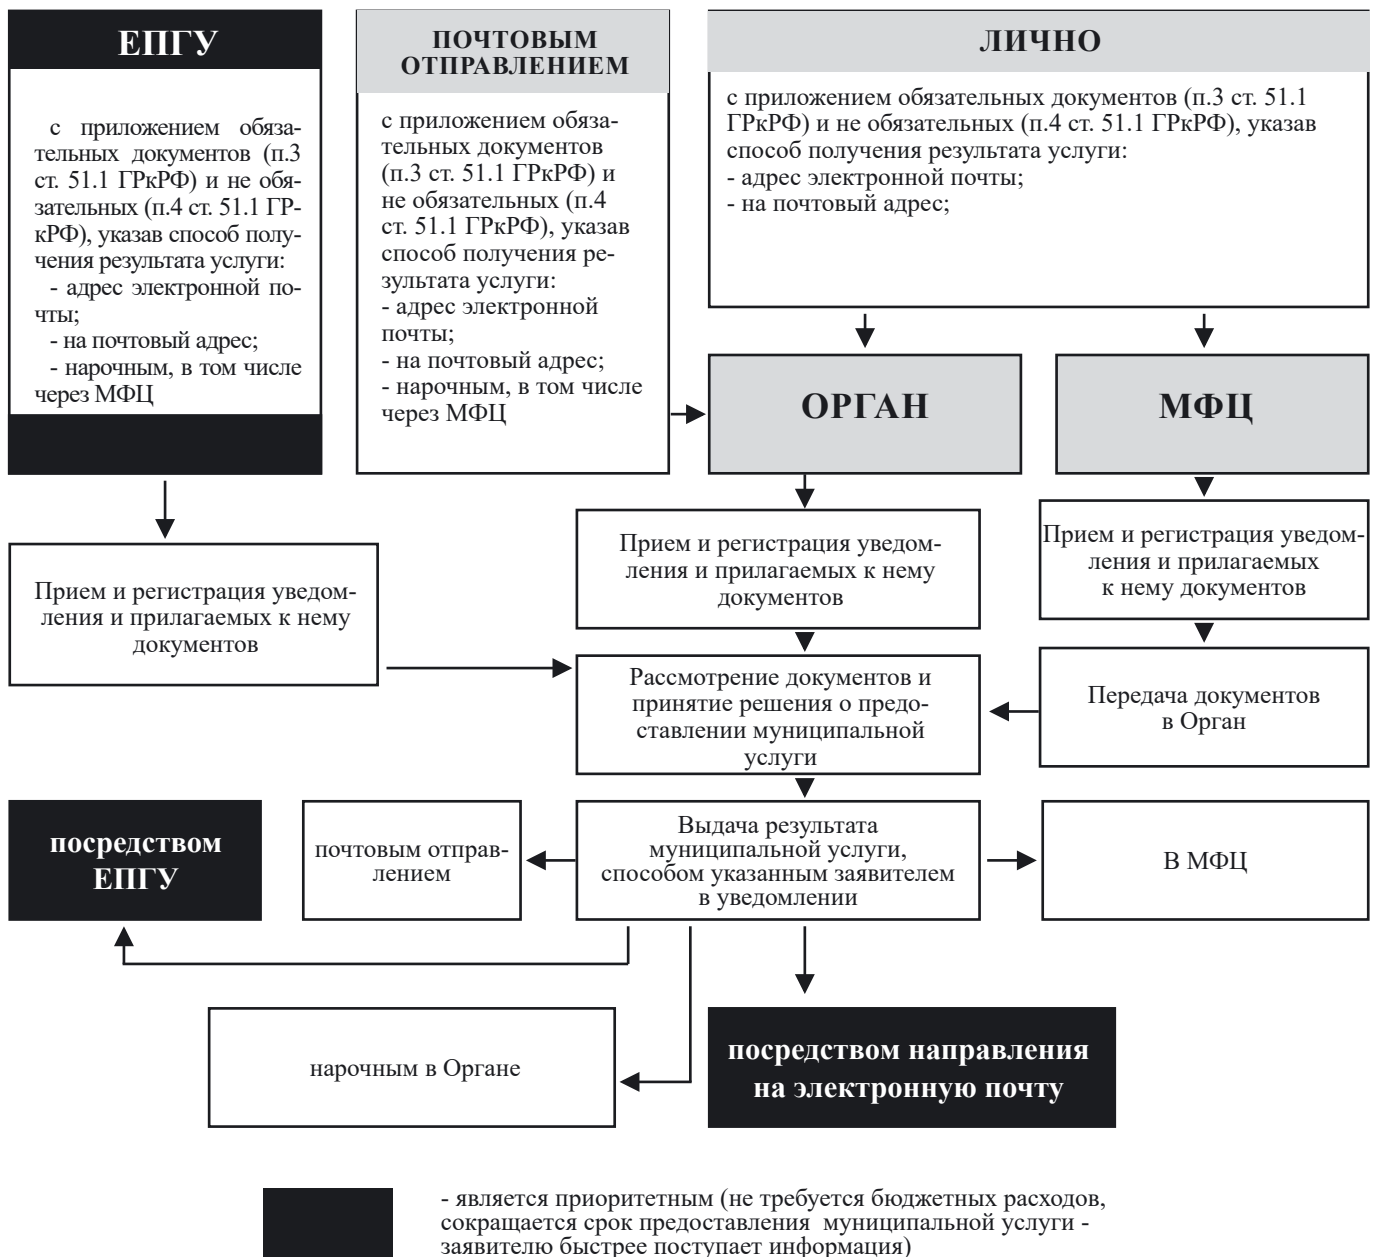 ЕПГУ
с приложением обяза-
тельных документов (п.3
ст. 51.1 ГРкРФ) и не обя-
зательных (п.4 ст. 51.1 ГР-
кРФ), указав способ полу-
чения результата услуги:
- адрес электронной по-
чты;
- на почтовый адрес;
- нарочным, в том числе
через МФЦ
ПОЧТОВЫМ
ОТПРАВЛЕНИЕМ
с приложением обяза-
тельных документов
(п.3 ст. 51.1 ГРкРФ) и
не обязательных (п.4
ст. 51.1 ГРкРФ), указав
способ получения ре-
зультата услуги:
- адрес электронной
почты;
- на почтовый адрес;
- нарочным, в том числе
через МФЦ
ЛИЧНО
с приложением обязательных документов (п.3 ст. 51.1
ГРкРФ) и не обязательных (п.4 ст. 51.1 ГРкРФ), указав
способ получения результата услуги:
- адрес электронной почты;
- на почтовый адрес;
ОРГАН
МФЦ
Прием и регистрация уведом-
ления и прилагаемых к нему
документов
Прием и регистрация уведом-
ления и прилагаемых к нему
документов
Прием и регистрация уведом-
ления и прилагаемых
к нему документов
Рассмотрение документов и
принятие решения о предо-
ставлении муниципальной
услуги
Передача документов
в Орган
посредством
ЕПГУ
почтовым отправ-
лением
Выдача результата
муниципальной услуги,
способом указанным заявителем
в уведомлении
В МФЦ
нарочным в Органе
посредством направления
на электронную почту
- является приоритетным (не требуется бюджетных расходов,
сокращается срок предоставления муниципальной услуги -
заявителю быстрее поступает информация)